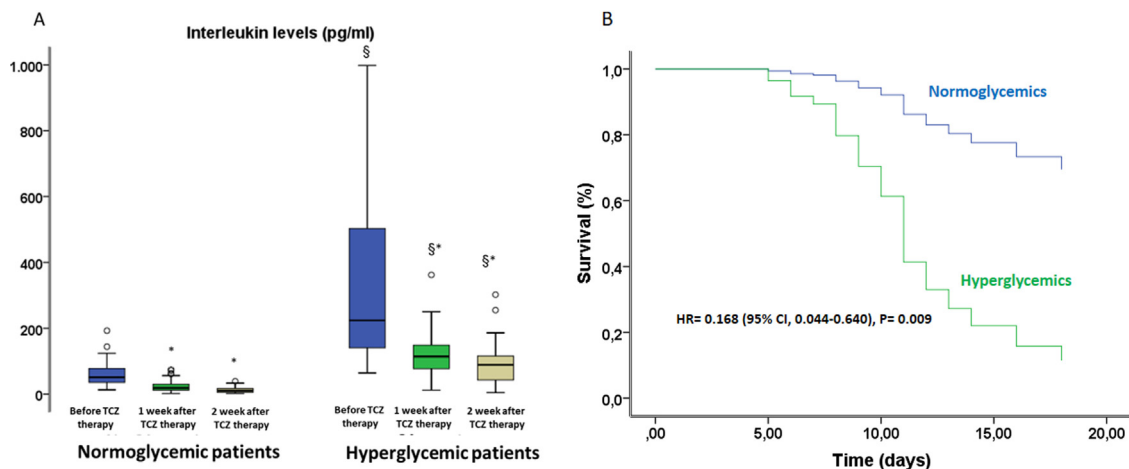 A
Interleukin levels (pg/ml)
§
1.000
800
600
400
200
0
§*
§*
*
*
Before TCZ therapy
1 week after TCZ therapy
2 week after TCZ therapy
Before TCZ therapy
1 week after TCZ therapy
2 week after TCZ therapy
Normoglycemic patients
Hyperglycemic patients
B
Survival (%)
1,0
0,8
0,6
0,4
0,2
0,0
Normoglycemics
Hyperglycemics
HR= 0.168 (95% CI, 0.044-0.640), P= 0.009
,00
5,00
10,00
15,00
20,00
Time (days)